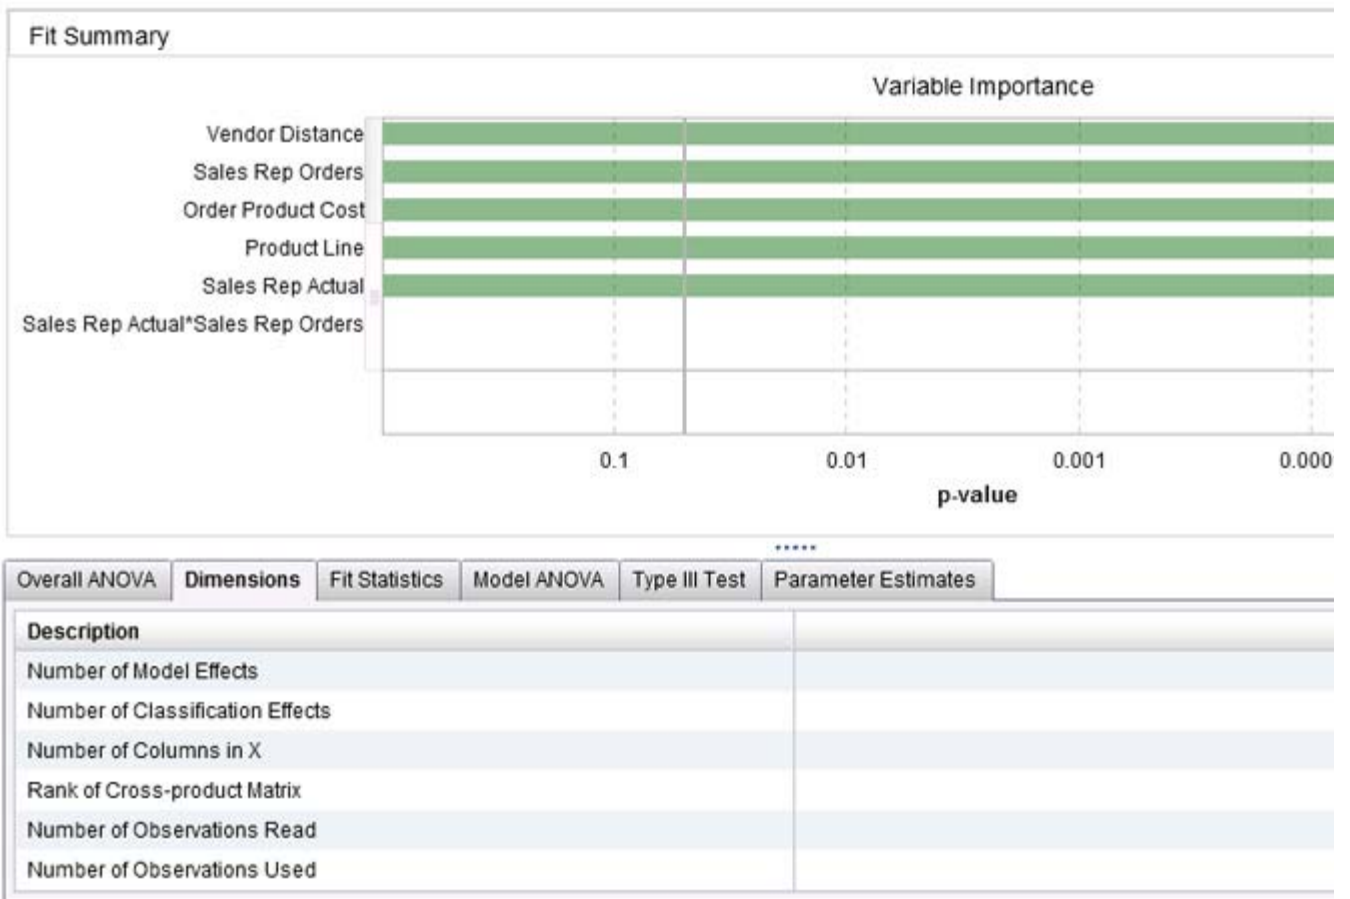 Fit Summary
Variable Importance
Vendor Distance
Sales Rep Orders
Order Product Cost
Product Line
Sales Rep Actual
Sales Rep Actual*Sales Rep Orders
0.1 0.01 0.001 0.000
p-value
Overall ANOVA Dimensions Fit Statistics Model ANOVA Type III Test Parameter Estimates
Description
Number of Model Effects
Number of Classification Effects
Number of Columns in X
Rank of Cross-product Matrix
Number of Observations Read
Number of Observations Used